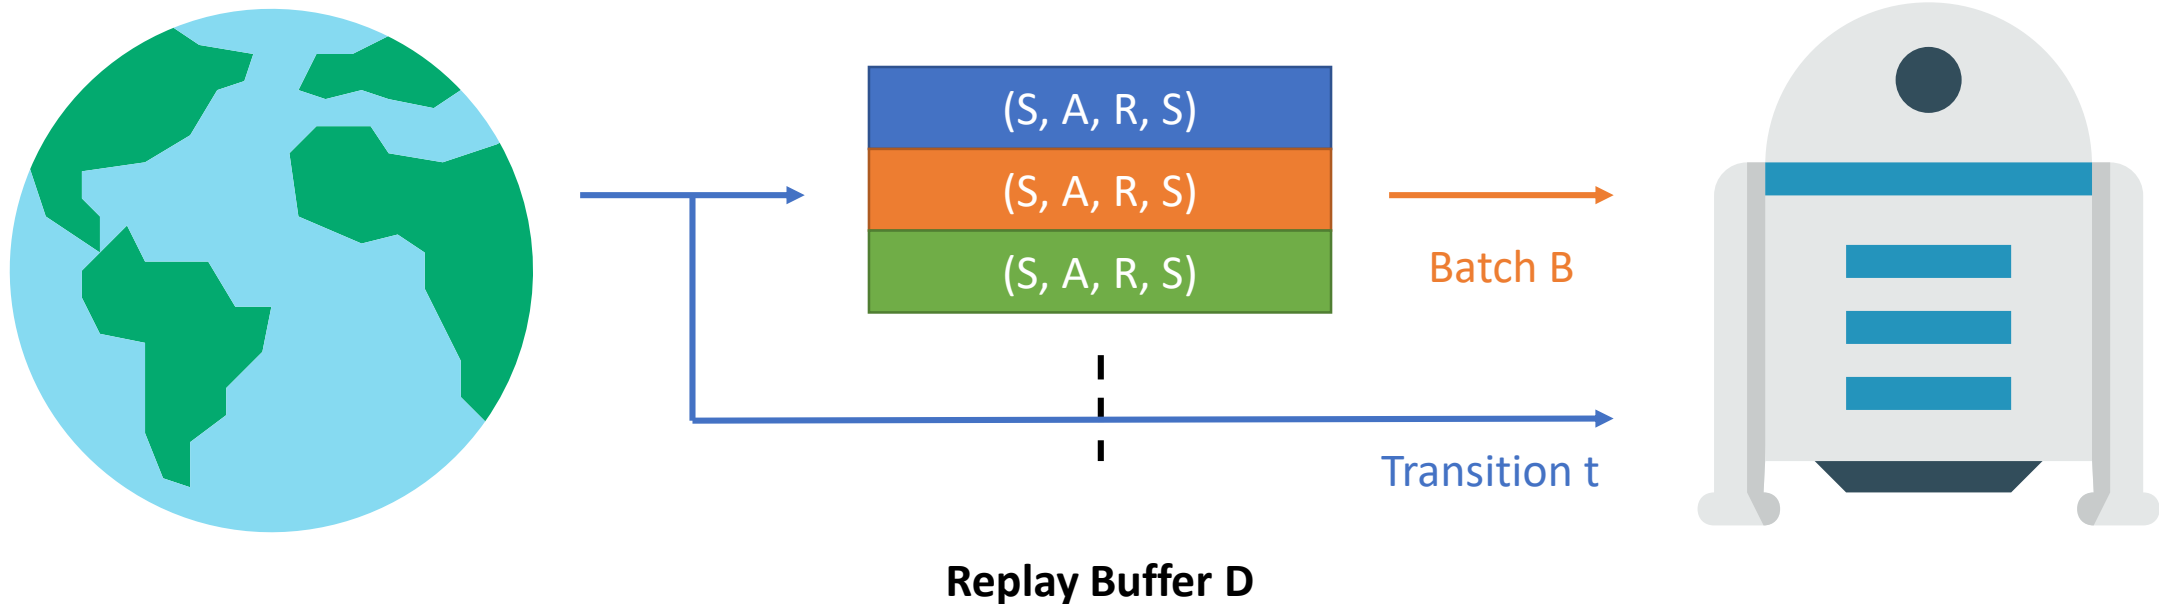 (S, A, R, S)
(S, A, R, S)
(S, A, R, S)
Batch B
Transition t
Replay Buffer D